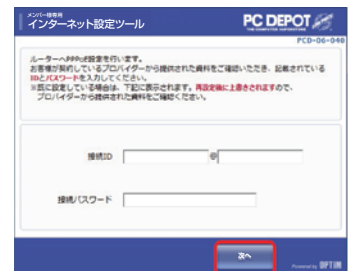 メンバー様専用
インターネット設定ツール
PC DEPOT
THE COMPUTER SUPERSTORE
PCD-06-040
ルーターへPPPoE設定を行います。
お客様が契約しているプロバイダーから提供された資料をご確認いただき、記載されている
IDとパスワードを入力してください。
※既に設定している場合は、下記に表示されます。再設定後に上書きされますので、
プロバイダーから提供された資料をご確認ください。
接続ID @
接続パスワード
次へ
Powered by OPTiM